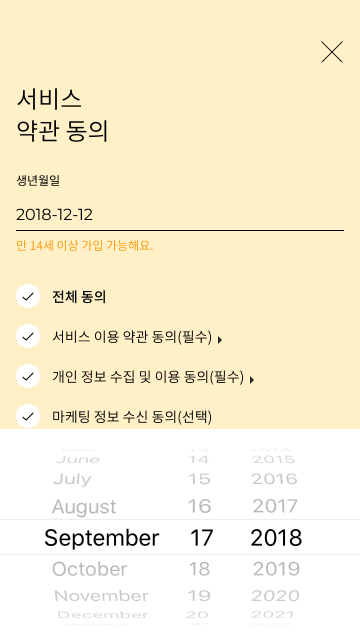 서비스
약관 동의
생년월일
2018-12-12
만 14세 이상 가입 가능해요.
전체 동의
서비스 이용 약관 동의(필수)
개인 정보 수집 및 이용 동의(필수)
마케팅 정보 수신 동의(선택)
June 14 2015
July 15 2016
August 16 2017
September 17 2018
October 18 2019
November 19 2020
December 20 2021